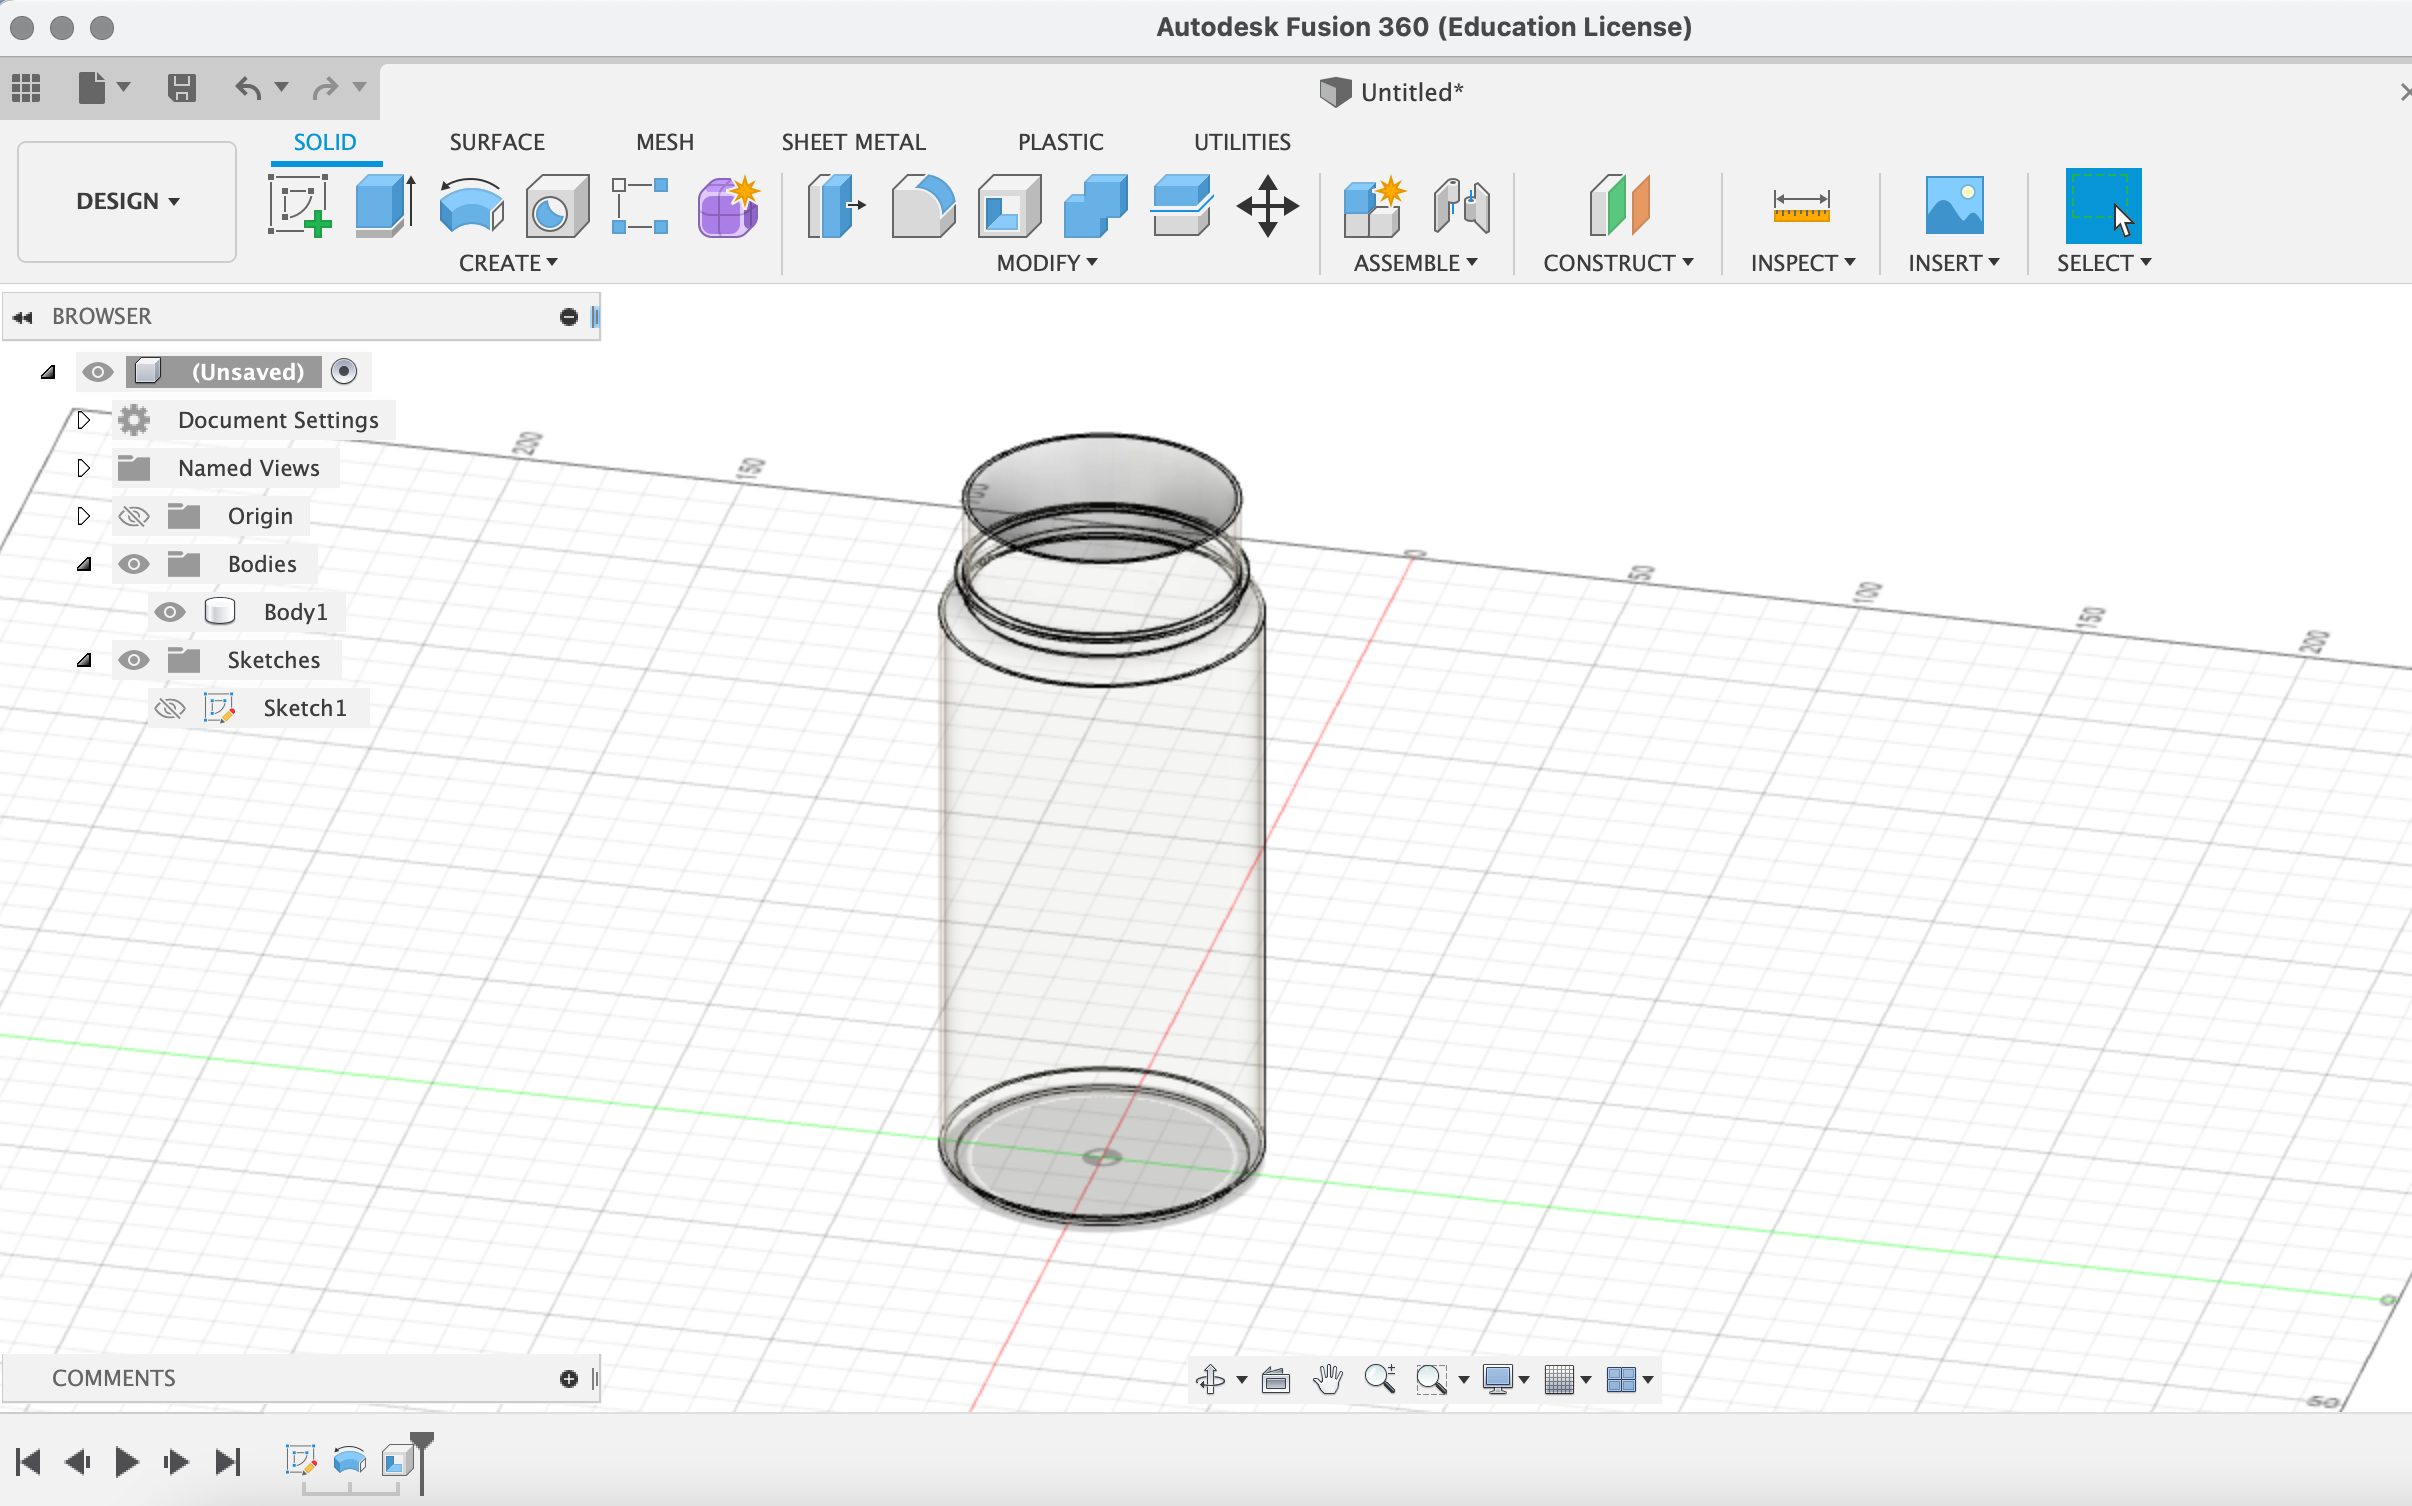 Autodesk Fusion 360 (Education License)
Untitled*
SOLID SURFACE MESH SHEET METAL PLASTIC UTILITIES
DESIGN
CREATE MODIFY ASSEMBLE CONSTRUCT INSPECT INSERT SELECT
BROWSER
(Unsaved)
Document Settings
Named Views
Origin
Bodies
Body1
Sketches
Sketch1
200
150
0
50
100
150
200
0
50
COMMENTS